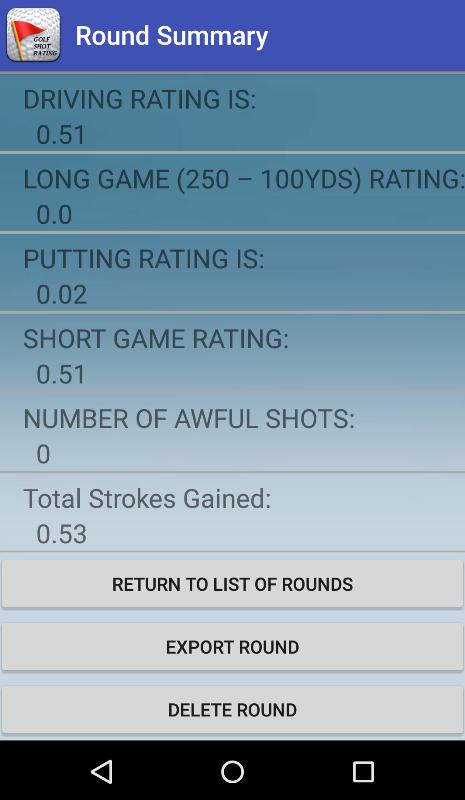 GOLF
SHOT
RATING
Round Summary
DRIVING RATING IS:
0.51
LONG GAME (250 – 100YDS) RATING:
0.0
PUTTING RATING IS:
0.02
SHORT GAME RATING:
0.51
NUMBER OF AWFUL SHOTS:
0
Total Strokes Gained:
0.53
RETURN TO LIST OF ROUNDS
EXPORT ROUND
DELETE ROUND